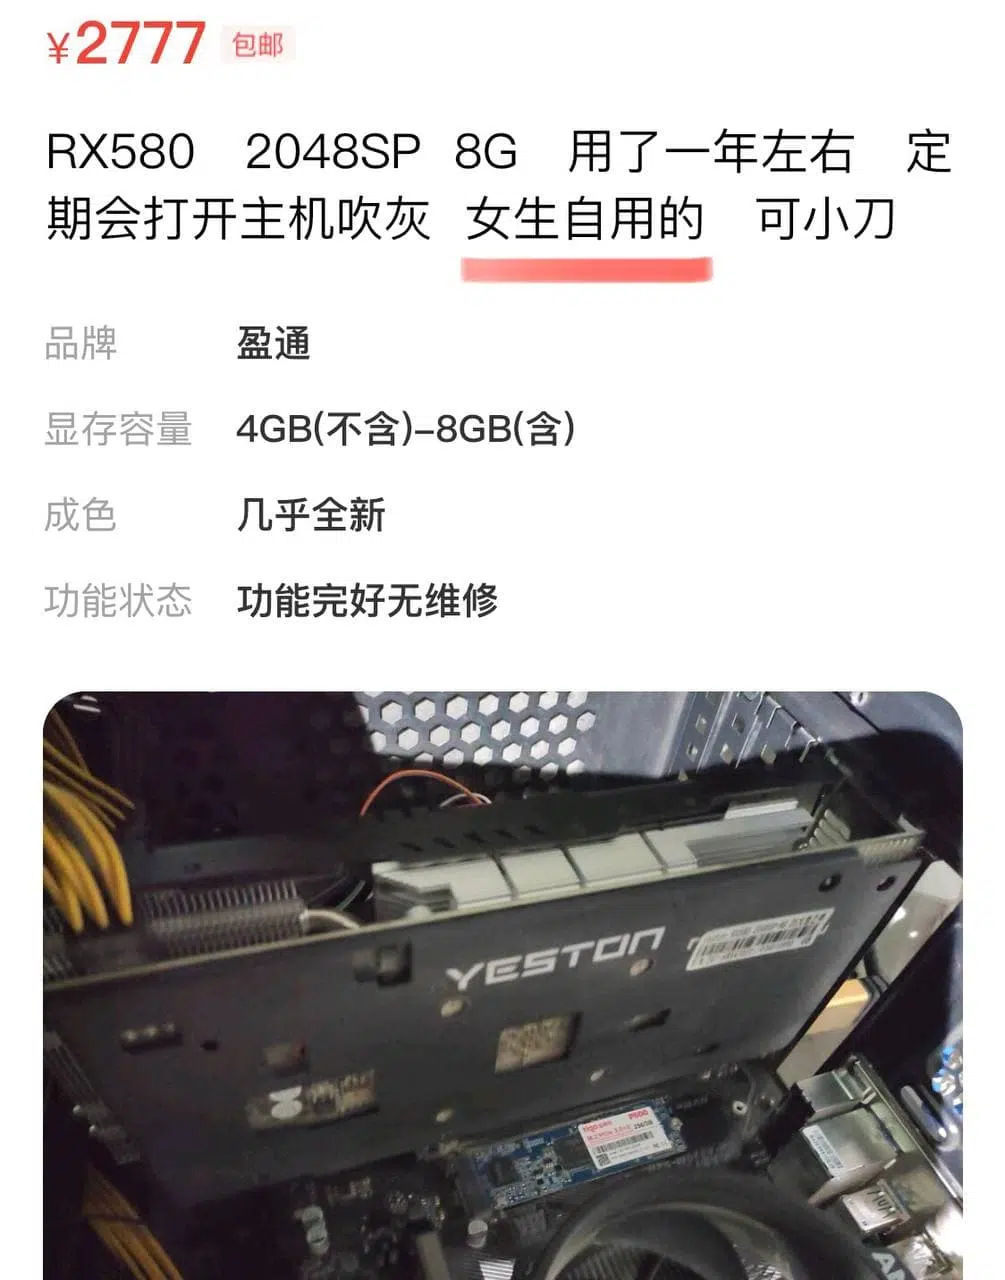 ¥2777 包邮
RX580 2048SP 8G 用了一年左右 定
期会打开主机吹灰 女生自用的 可小刀
品牌 盈通
显存容量 4GB(不含)-8GB(含)
成色 几乎全新
功能状态 功能完好无维修
YESTON
P600
256GB